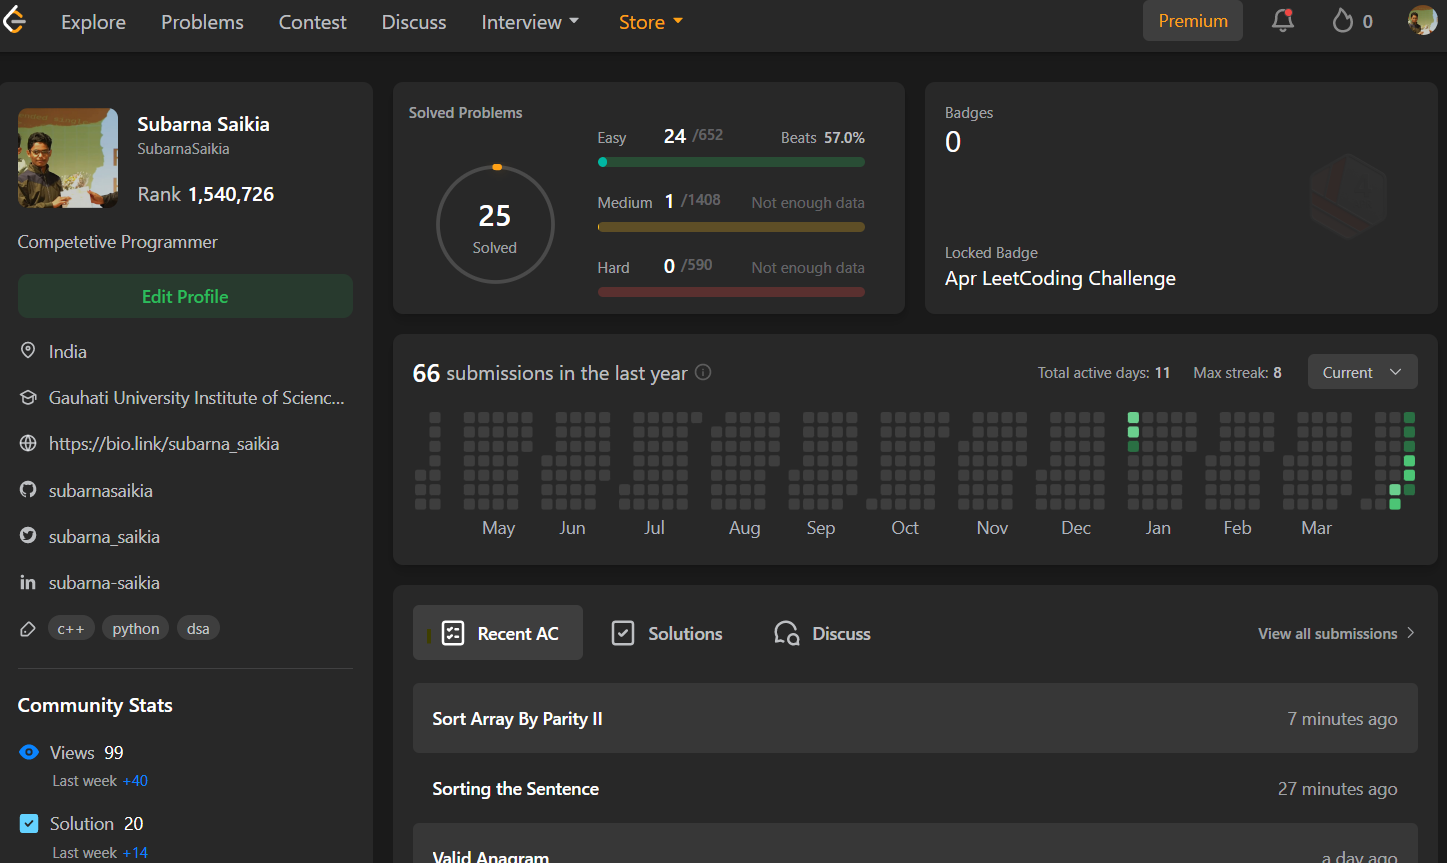 Explore Problems Contest Discuss Interview Store Premium 0
Subarna Saikia
SubarnaSaikia
Rank 1,540,726
Competetive Programmer
Edit Profile
India
Gauhati University Institute of Scienc...
https://bio.link/subarna_saikia
subarnasaikia
subarna_saikia
subarna-saikia
c++ python dsa
Community Stats
Views 99
Last week +40
Solution 20
Last week +14
Solved Problems
25
Solved
Easy 24 /652 Beats 57.0%
Medium 1 /1408 Not enough data
Hard 0 /590 Not enough data
Badges
0
Locked Badge
Apr LeetCoding Challenge
66 submissions in the last year Total active days: 11 Max streak: 8 Current
May Jun Jul Aug Sep Oct Nov Dec Jan Feb Mar
Recent AC Solutions Discuss View all submissions
Sort Array By Parity II 7 minutes ago
Sorting the Sentence 27 minutes ago
Valid Anagram a day ago